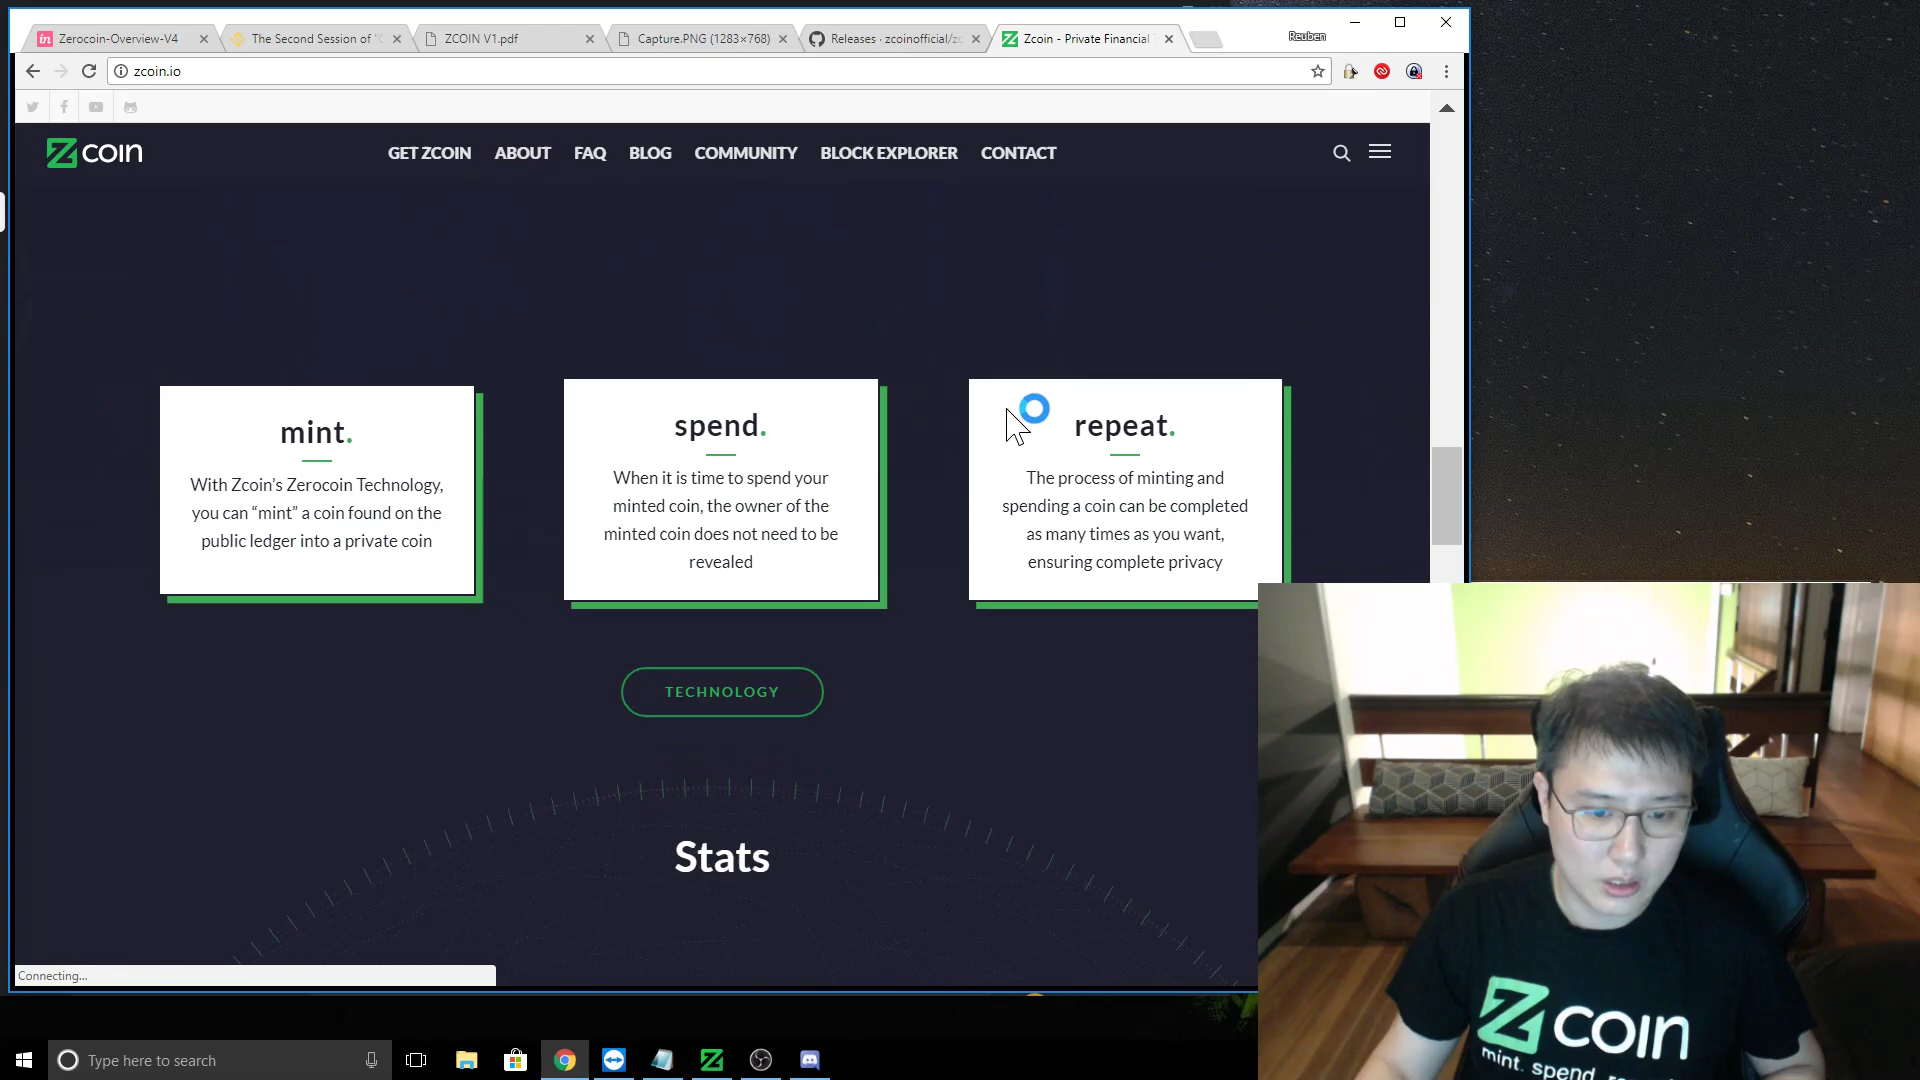 Zerocoin-Overview-V4
The Second Session of "C
ZCOIN V1.pdf
Capture.PNG (1283×768)
Releases · zcoinofficial/zc
Zcoin - Private Financial
Reuben
zcoin.io
Zcoin
GET ZCOIN
ABOUT
FAQ
BLOG
COMMUNITY
BLOCK EXPLORER
CONTACT
mint.
With Zcoin’s Zerocoin Technology,
you can “mint” a coin found on the
public ledger into a private coin
spend.
When it is time to spend your
minted coin, the owner of the
minted coin does not need to be
revealed
repeat.
The process of minting and
spending a coin can be completed
as many times as you want,
ensuring complete privacy
TECHNOLOGY
Stats
Connecting...
Type here to search
Zcoin
mint. spend.